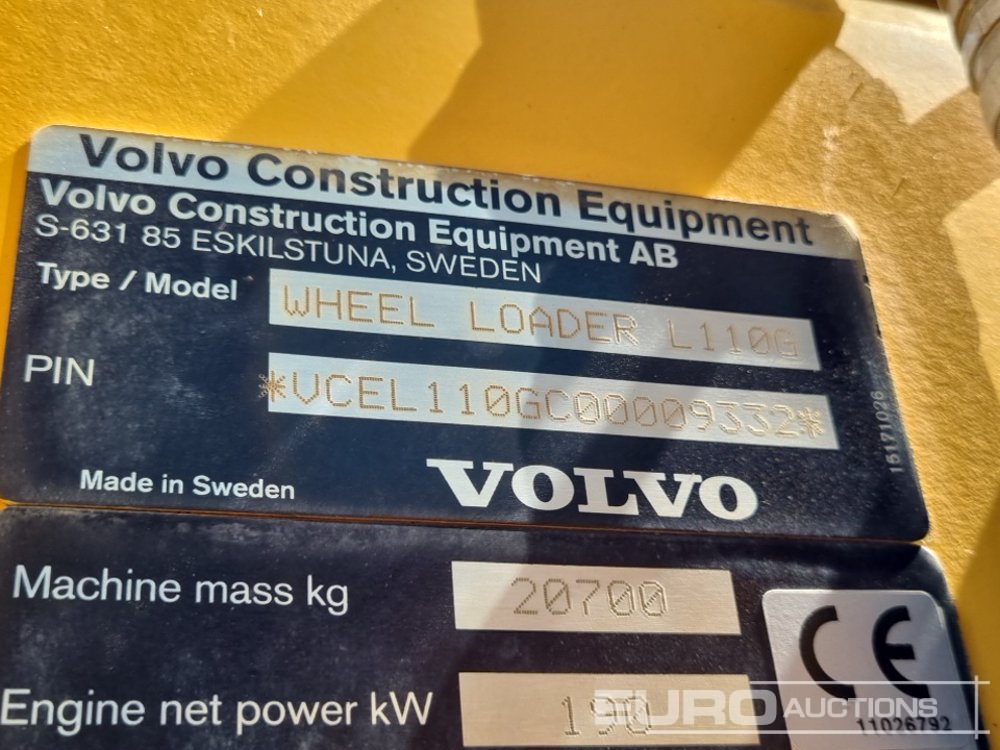 Volvo Construction Equipment
Volvo Construction Equipment AB
S-631 85 ESKILSTUNA, SWEDEN
Type / Model WHEEL LOADER L110G
PIN *VCEL110GC00009332*
15171026
Made in Sweden VOLVO
Machine mass kg 20700
CE
Engine net power kW 190
11026792
EURO AUCTIONS